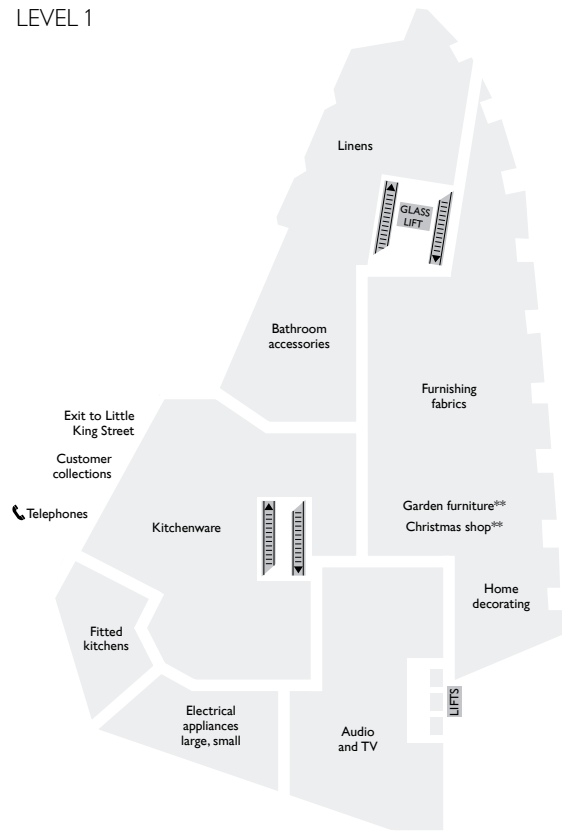 LEVEL 1
Linens
GLASS
LIFT
Bathroom
accessories
Furnishing
fabrics
Exit to Little
King Street
Customer
collections
Telephones
Kitchenware
Garden furniture**
Christmas shop**
Home
decorating
Fitted
kitchens
Electrical
appliances
large, small
Audio
and TV
LIFTS